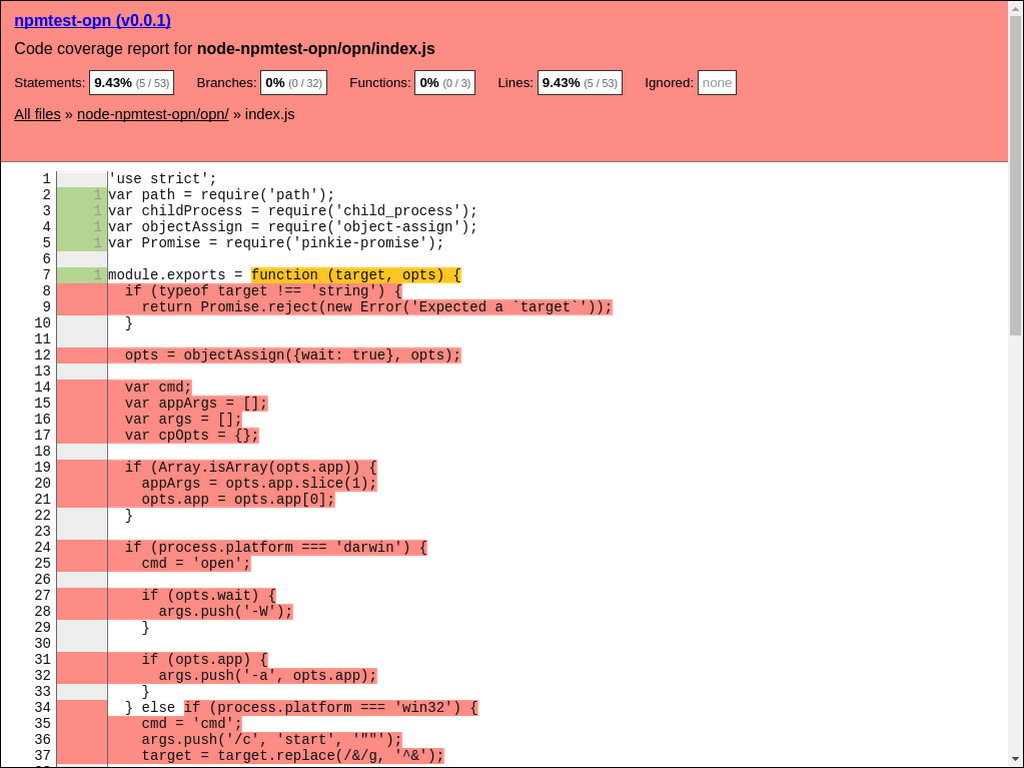 npmtest-opn (v0.0.1)
Code coverage report for node-npmtest-opn/opn/index.js
Statements: 9.43% (5 / 53) Branches: 0% (0 / 32) Functions: 0% (0 / 3) Lines: 9.43% (5 / 53) Ignored: none
All files » node-npmtest-opn/opn/ » index.js
1 'use strict';
2 1 var path = require('path');
3 1 var childProcess = require('child_process');
4 1 var objectAssign = require('object-assign');
5 1 var Promise = require('pinkie-promise');
6
7 1 module.exports = function (target, opts) {
8   if (typeof target !== 'string') {
9     return Promise.reject(new Error('Expected a `target`'));
10   }
11
12   opts = objectAssign({wait: true}, opts);
13
14   var cmd;
15   var appArgs = [];
16   var args = [];
17   var cpOpts = {};
18
19   if (Array.isArray(opts.app)) {
20     appArgs = opts.app.slice(1);
21     opts.app = opts.app[0];
22   }
23
24   if (process.platform === 'darwin') {
25     cmd = 'open';
26
27     if (opts.wait) {
28       args.push('-W');
29     }
30
31     if (opts.app) {
32       args.push('-a', opts.app);
33     }
34   } else if (process.platform === 'win32') {
35     cmd = 'cmd';
36     args.push('/c', 'start', '""');
37     target = target.replace(/&/g, '^&');